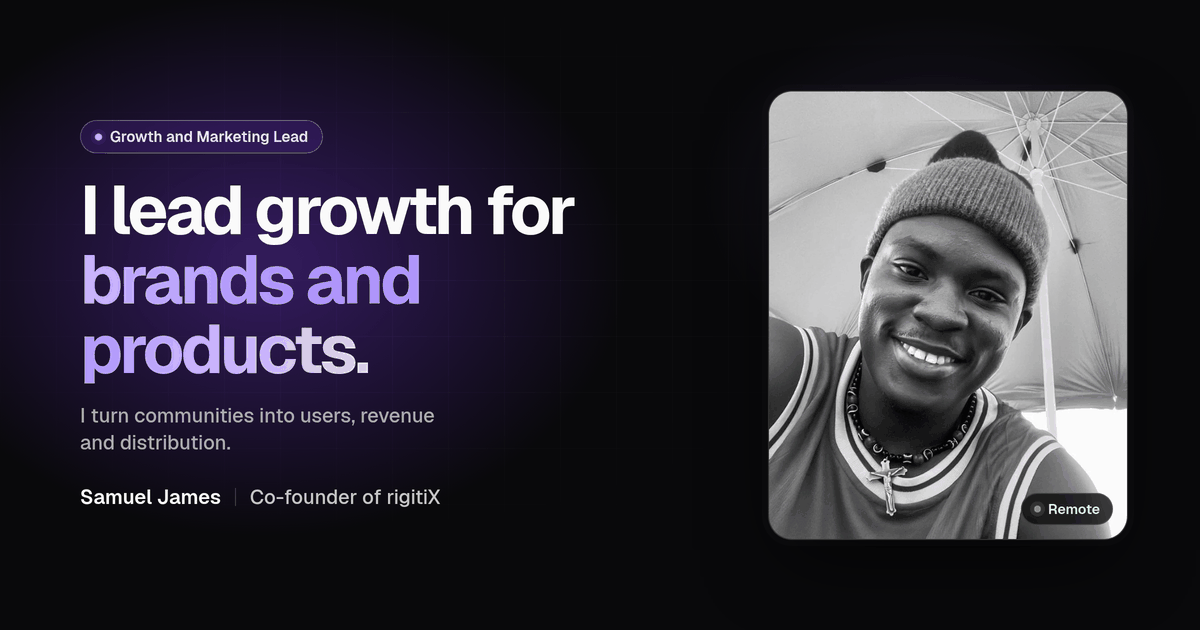 Growth and Marketing Lead
I lead growth for
brands and
products.
I turn communities into users, revenue
and distribution.
Samuel James | Co-founder of rigitiX
Remote